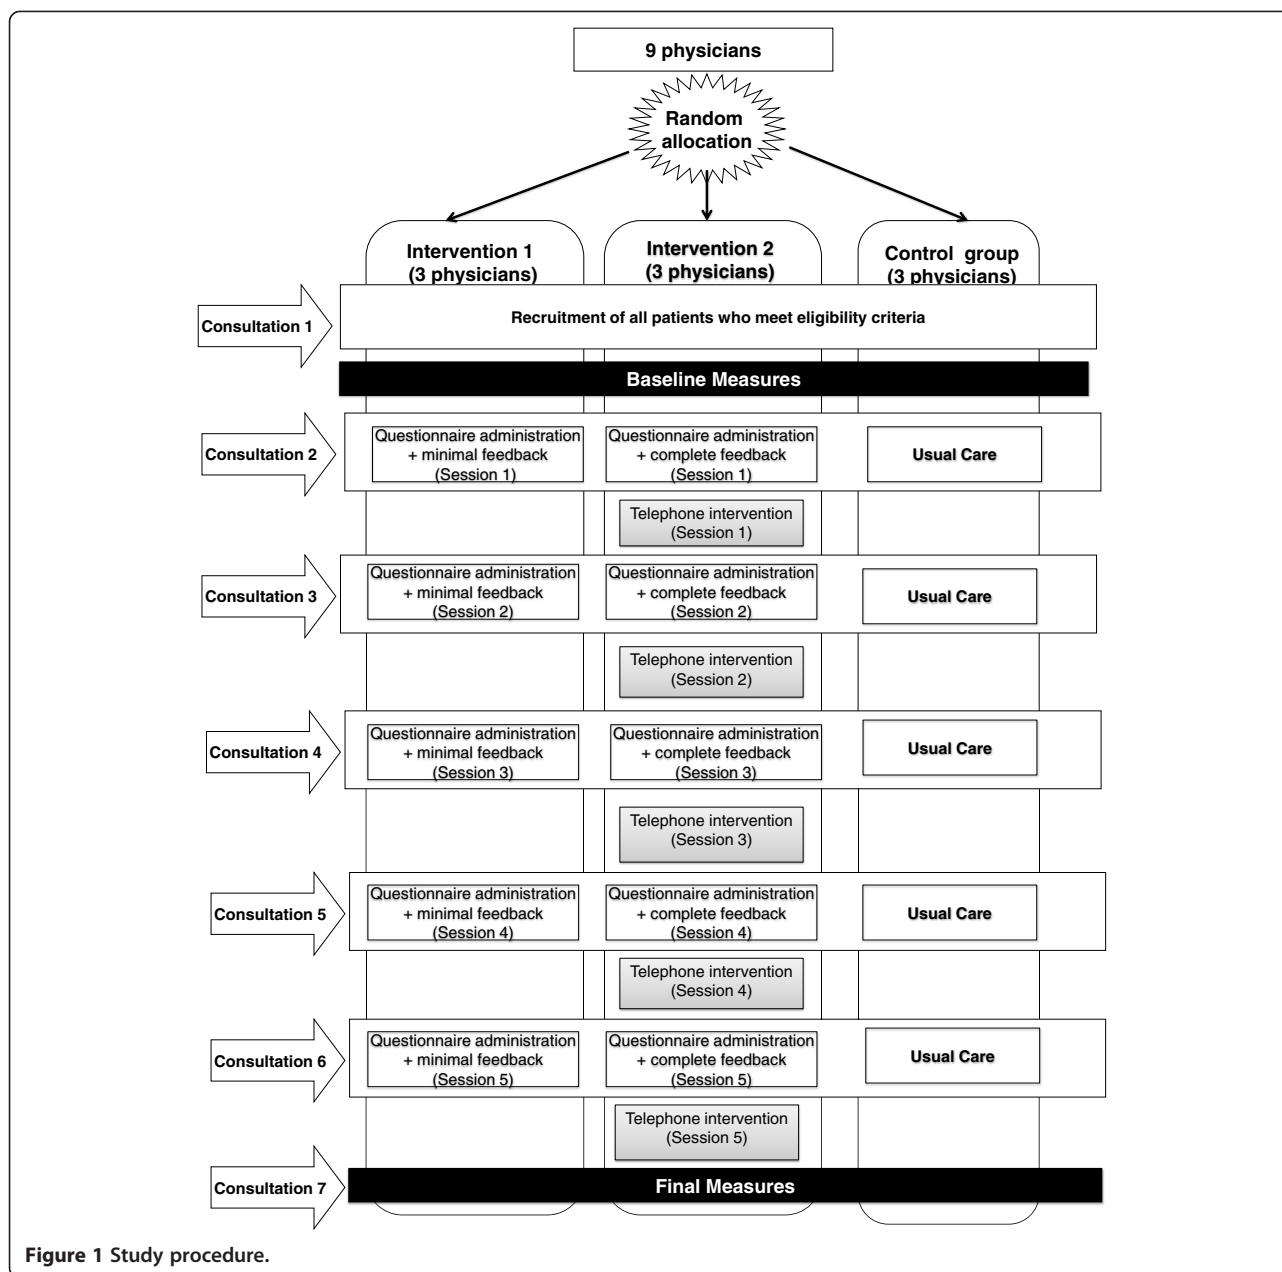 9 physicians
Random
allocation
Intervention 1
(3 physicians)
Intervention 2
(3 physicians)
Control group
(3 physicians)
Consultation 1
Recruitment of all patients who meet eligibility criteria
Baseline Measures
Consultation 2
Questionnaire administration
+ minimal feedback
(Session 1)
Questionnaire administration
+ complete feedback
(Session 1)
Usual Care
Telephone intervention
(Session 1)
Consultation 3
Questionnaire administration
+ minimal feedback
(Session 2)
Questionnaire administration
+ complete feedback
(Session 2)
Usual Care
Telephone intervention
(Session 2)
Consultation 4
Questionnaire administration
+ minimal feedback
(Session 3)
Questionnaire administration
+ complete feedback
(Session 3)
Usual Care
Telephone intervention
(Session 3)
Consultation 5
Questionnaire administration
+ minimal feedback
(Session 4)
Questionnaire administration
+ complete feedback
(Session 4)
Usual Care
Telephone intervention
(Session 4)
Consultation 6
Questionnaire administration
+ minimal feedback
(Session 5)
Questionnaire administration
+ complete feedback
(Session 5)
Usual Care
Telephone intervention
(Session 5)
Consultation 7
Final Measures
Figure 1 Study procedure.